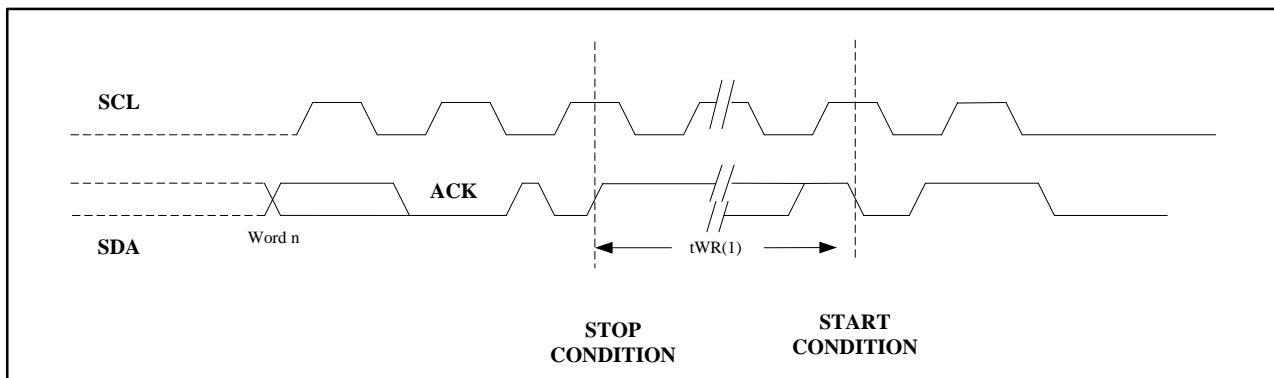 SCL
ACK
SDA
Word n
tWR(1)
STOP
CONDITION
START
CONDITION